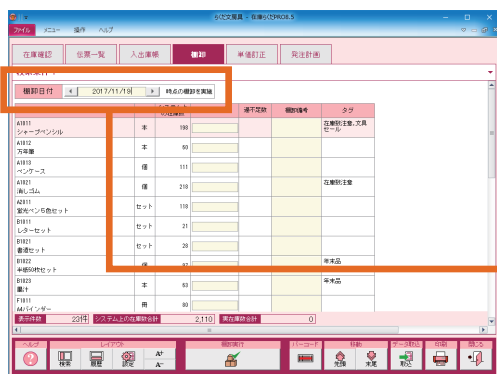 らくだ文房具 - 在庫らくだPRO8.5
ファイル メニュー 操作 ヘルプ
在庫確認 伝票一覧 入出庫帳 棚卸 単価訂正 発注計画
棚卸日付 2017/11/19 時点の棚卸を実施
の在庫数 過不足数 棚卸備考 タグ
A1011
シャープペンシル 本 198 在庫数注意、文具セール
A1012
万年筆 本 50
A1013
ペンケース 個 111
A1021
消しゴム 個 218 在庫数注意
A2011
蛍光ペン5色セット セット 118
B1011
レターセット セット 21
B1021
書道セット セット 28
B1022
半紙50枚セット 年末品
B1023
墨汁 本 53 年末品
F1011
A4バインダー 冊 80
表示件数 23件 システム上の在庫数合計 2,110 実在庫数合計 0
ヘルプ レイアウト 棚卸実行 バーコード 移動 データ取込 印刷 閉じる
検索 履歴 設定 A+ A- 先頭 末尾 取込